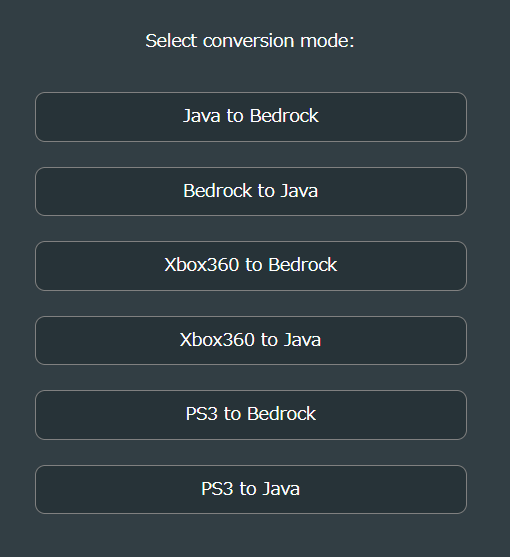 Select conversion mode:
Java to Bedrock
Bedrock to Java
Xbox360 to Bedrock
Xbox360 to Java
PS3 to Bedrock
PS3 to Java